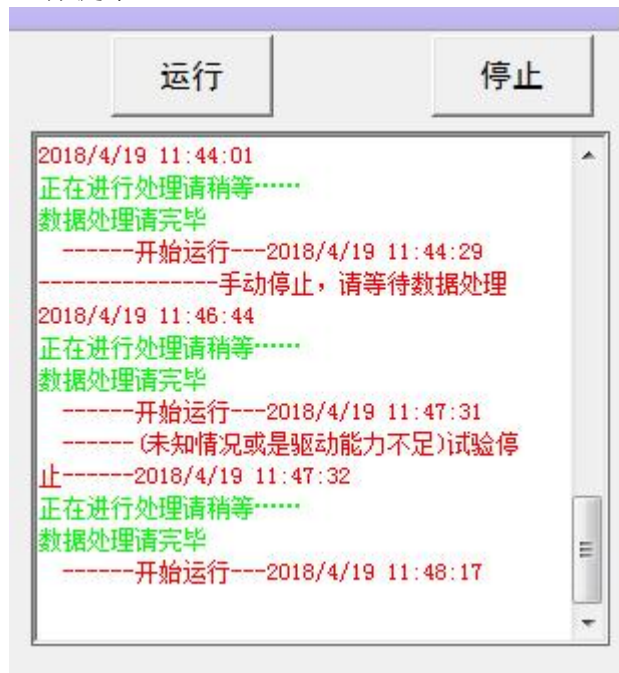 运行
停止
2018/4/19 11:44:01
正在进行处理请稍等……
数据处理请完毕
------开始运行---2018/4/19 11:44:29
---------------手动停止，请等待数据处理
2018/4/19 11:46:44
正在进行处理请稍等……
数据处理请完毕
------开始运行---2018/4/19 11:47:31
------(未知情况或是驱动能力不足)试验停
止------2018/4/19 11:47:32
正在进行处理请稍等……
数据处理请完毕
------开始运行---2018/4/19 11:48:17